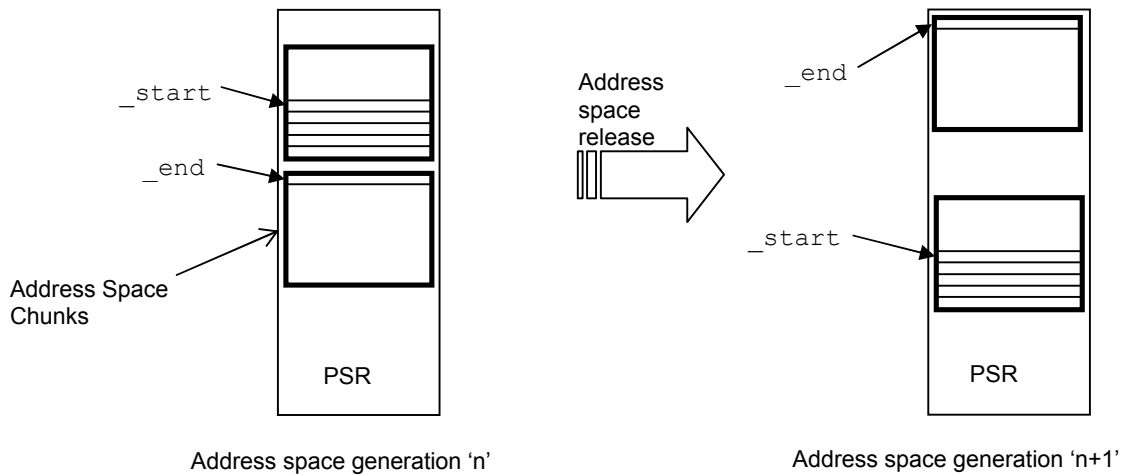 _start
_end
Address Space
Chunks
PSR
Address space generation ‘n’
Address
space
release
_end
_start
PSR
Address space generation ‘n+1’